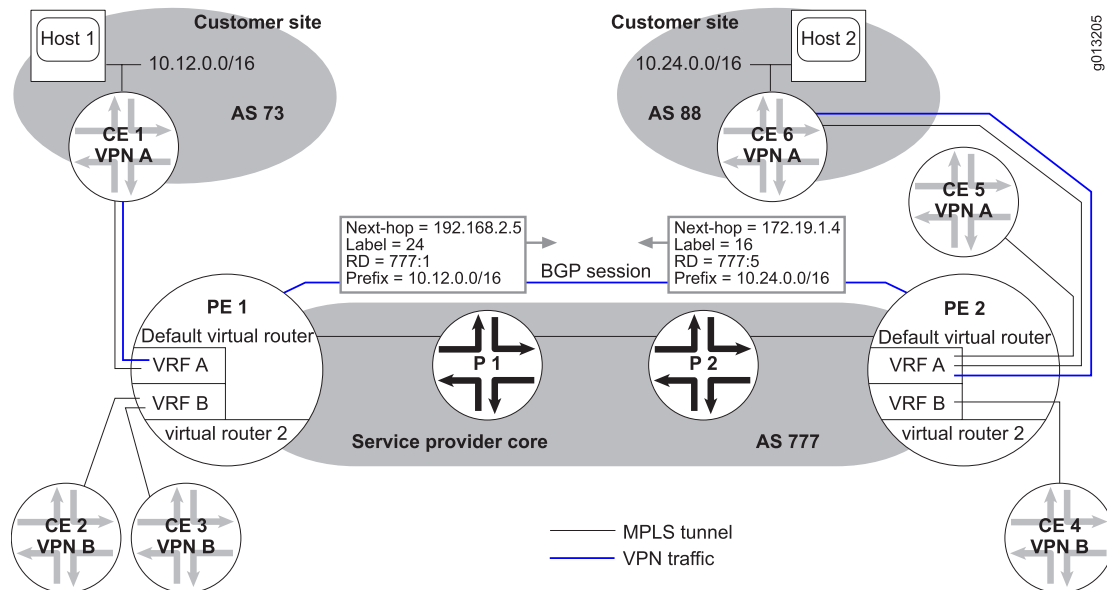 Customer site
Host 1
10.12.0.0/16
AS 73
CE 1
VPN A
Customer site
Host 2
10.24.0.0/16
AS 88
CE 6
VPN A
g013205
CE 5
VPN A
Next-hop = 192.168.2.5
Label = 24
RD = 777:1
Prefix = 10.12.0.0/16
BGP session
Next-hop = 172.19.1.4
Label = 16
RD = 777:5
Prefix = 10.24.0.0/16
PE 1
Default virtual router
VRF A
VRF B
virtual router 2
P 1
P 2
Service provider core
AS 777
PE 2
Default virtual router
VRF A
VRF B
virtual router 2
CE 2
VPN B
CE 3
VPN B
MPLS tunnel
VPN traffic
CE 4
VPN B